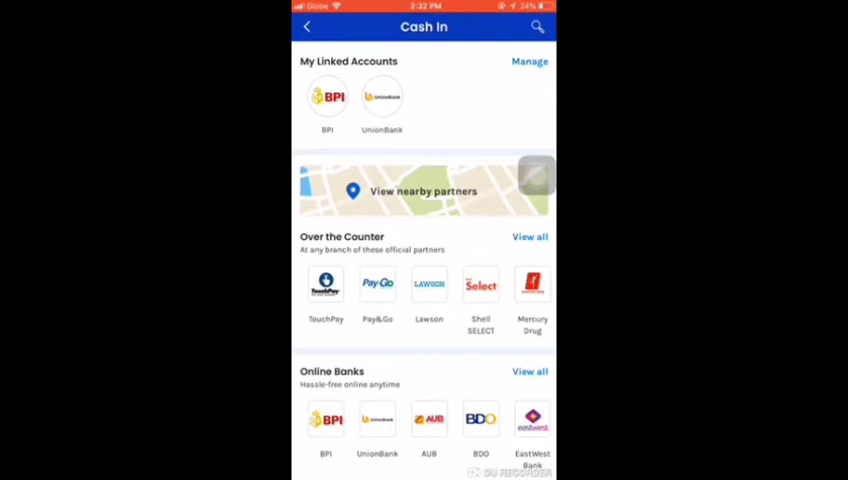 Globe 2:32 PM 24%
Cash In
My Linked Accounts Manage
BPI UnionBank
BPI UnionBank
View nearby partners
Over the Counter View all
At any branch of these official partners
TouchPay Pay&Go LAWSON Select
TouchPay Pay&Go Lawson Shell SELECT Mercury Drug
Online Banks View all
Hassle-free online anytime
BPI UnionBank AUB BDO eastwest
BPI UnionBank AUB BDO EastWest Bank
DU RECORDER